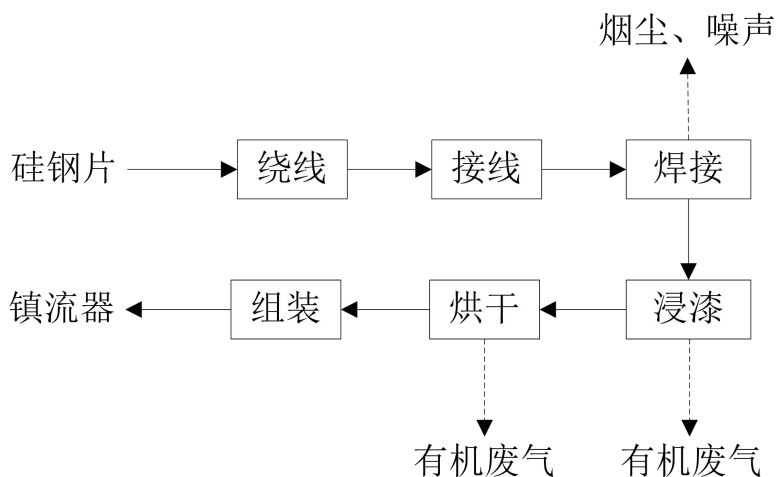 烟尘、噪声
硅钢片 绕线 接线 焊接
镇流器 组装 烘干 浸漆
有机废气 有机废气